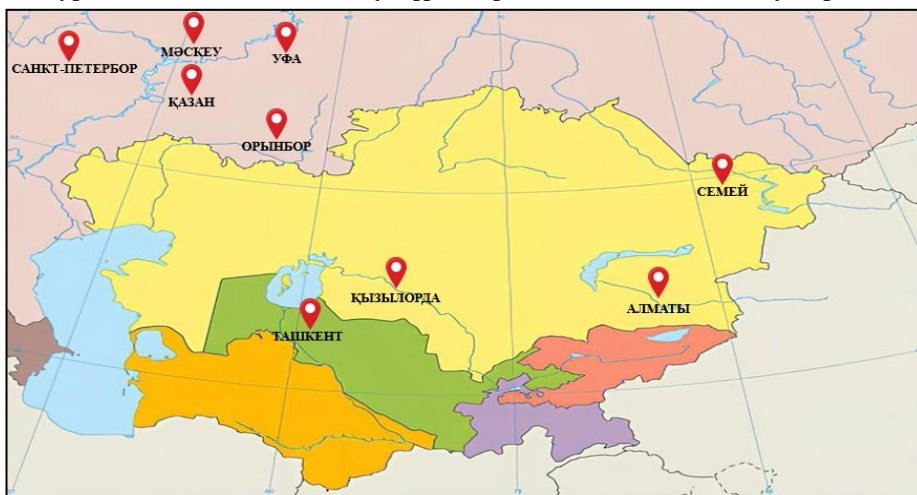 МӘСКЕУ
УФА
САНКТ-ПЕТЕРБОР
ҚАЗАН
ОРЫНБОР
СЕМЕЙ
ҚЫЗЫЛОРДА
АЛМАТЫ
ТАШКЕНТ